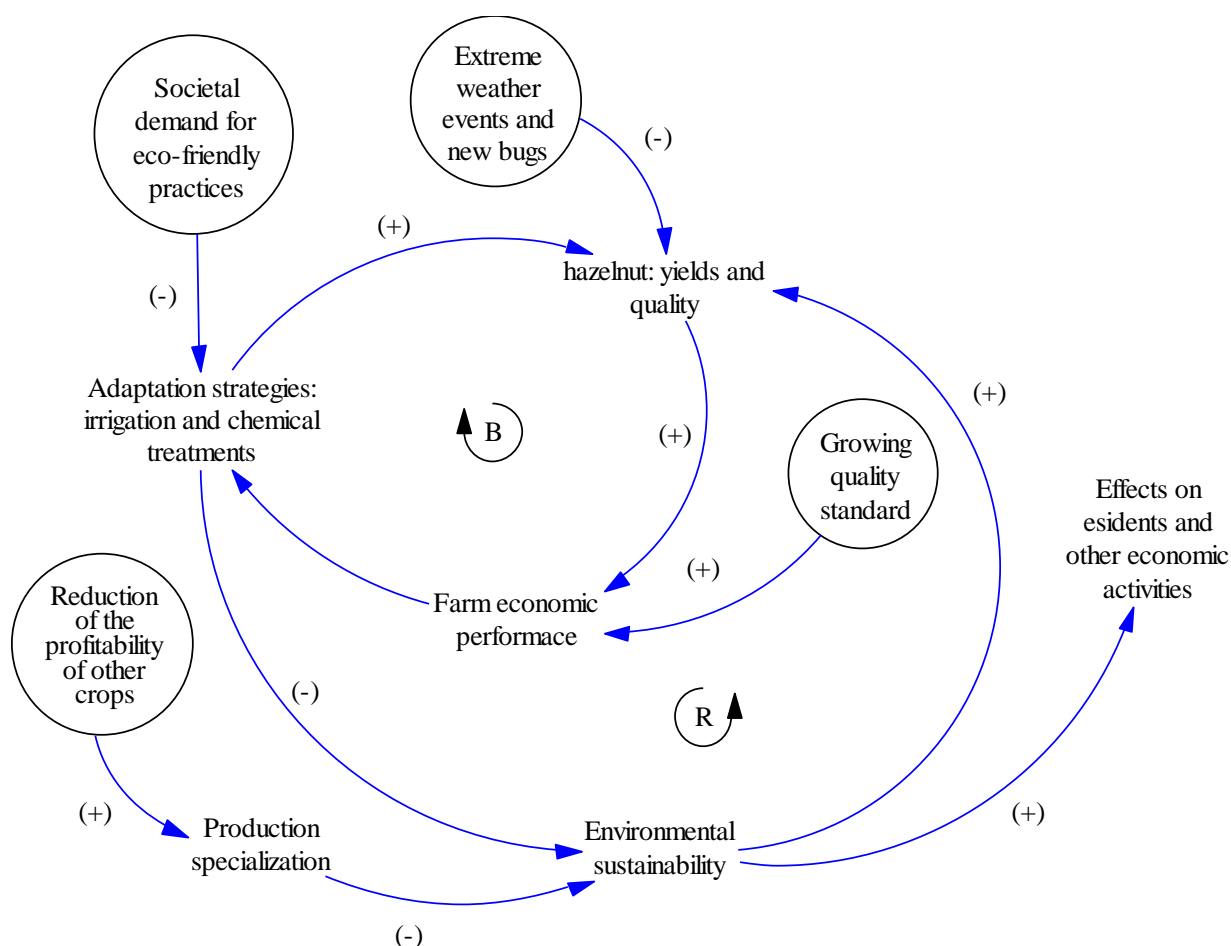 Societal
demand for
eco-friendly
practices
Extreme
weather
events and
new bugs
(-)
(+)
(-)
hazelnut: yields and
quality
Adaptation strategies:
irrigation and chemical
treatments
(+)
B
(+)
Growing
quality
standard
Effects on
esidents and
other economic
activities
(+)
Farm economic
performace
Reduction
of the
profitability
of other
crops
(-)
R
(+)
Production
specialization
Environmental
sustainability
(+)
(-)